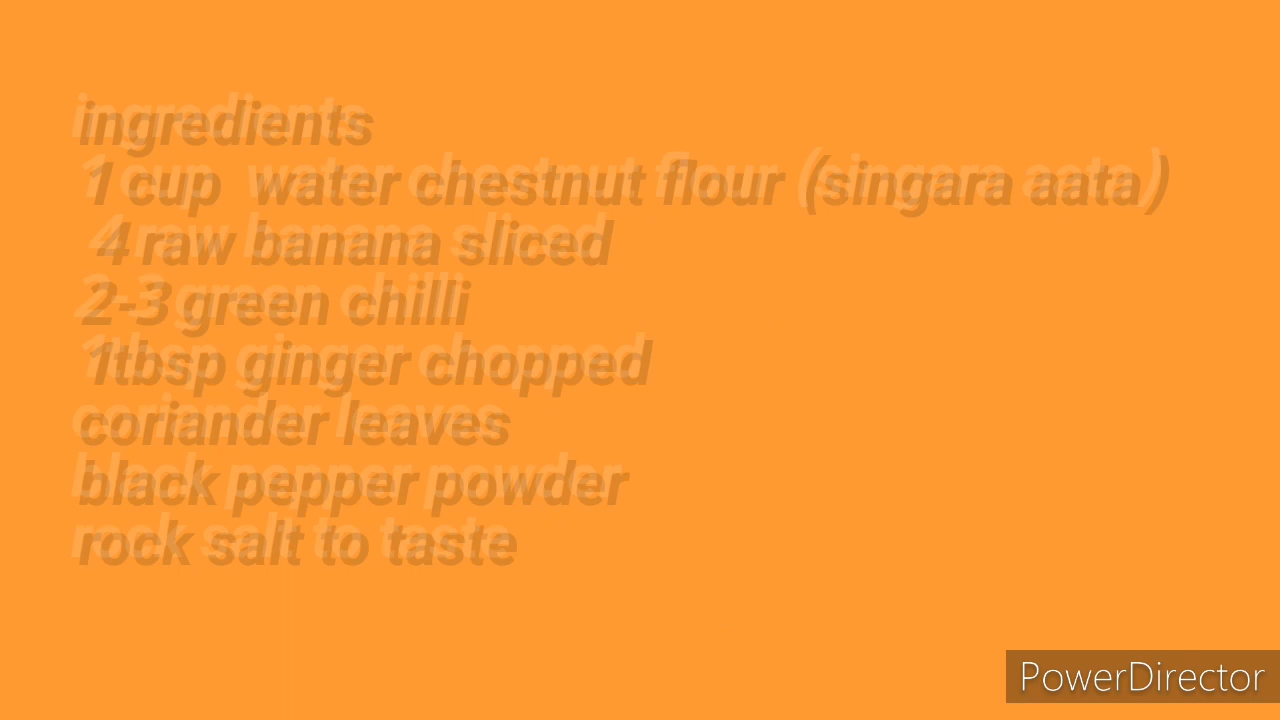 ingredients
1 cup water chestnut flour (singara aata)
4 raw banana sliced
2-3 green chilli
1tbsp ginger chopped
coriander leaves
black pepper powder
rock salt to taste
PowerDirector